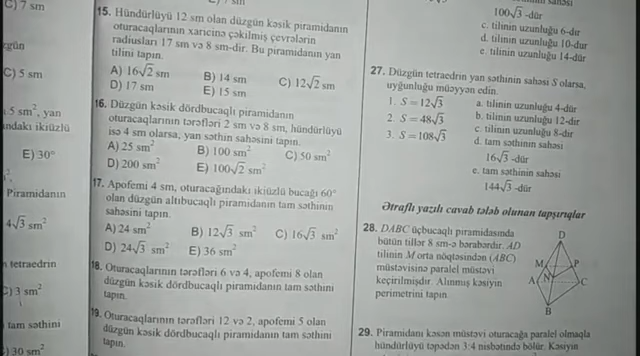 C) 7 sm
zgün
C) 5 sm
5 sm², yan
ındakı ikiüzlü
E) 30°
Piramidanın
4√3 sm²
tetraedrin
3 sm²
tam səthini
30 sm²
15. Hündürlüyü 12 sm olan düzgün kəsik piramidanın
oturacaqlarının xaricinə çəkilmiş çevrələrin
radiusları 17 sm və 8 sm-dir. Bu piramidanın yan
tilini tapın.
A) 16√2 sm B) 14 sm C) 12√2 sm
D) 17 sm E) 15 sm
16. Düzgün kəsik dördbucaqlı piramidanın
oturacaqlarının tərəfləri 2 sm və 8 sm, hündürlüyü
isə 4 sm olarsa, yan səthin sahəsini tapın.
A) 25 sm² B) 100 sm² C) 50 sm²
D) 200 sm² E) 100√2 sm²
17. Apofemi 4 sm, oturacağındakı ikiüzlü bucağı 60°
olan düzgün altıbucaqlı piramidanın tam səthinin
sahəsini tapın.
A) 24 sm² B) 12√3 sm² C) 16√3 sm²
D) 24√3 sm² E) 36 sm²
18. Oturacaqlarının tərəfləri 6 və 4, apofemi 8 olan
düzgün kəsik dördbucaqlı piramidanın tam səthini
tapın.
19. Oturacaqlarının tərəfləri 12 və 2, apofemi 5 olan
düzgün kəsik dördbucaqlı piramidanın tam səthini
tapın.
100√3 -dür
c. tilinin uzunluğu 6-dır
d. tilinin uzunluğu 10-dur
e. tilinin uzunluğu 14-dür
27. Düzgün tetraedrin yan səthinin sahəsi S olarsa,
uyğunluğu müəyyən edin.
1. S = 12√3 a. tilinin uzunluğu 4-dür
2. S = 48√3 b. tilinin uzunluğu 12-dir
3. S = 108√3 c. tilinin uzunluğu 8-dir
d. tam səthinin sahəsi
16√3 -dür
e. tam səthinin sahəsi
144√3 -dür
Ətraflı yazılı cavab tələb olunan tapşırıqlar
28. DABC üçbucaqlı piramidasında
bütün tillər 8 sm-ə bərabərdir. AD
tilinin M orta nöqtəsindən (ABC)
müstəvisinə paralel müstəvi
keçirilmişdir. Alınmış kəsiyin
perimetrini tapın.
D
M
P
N
A
C
B
29. Piramidanı kəsən müstəvi oturacağa paralel olmaqla
hündürlüyü təpədən 3:4 nisbətində bölür. Kəsiyin